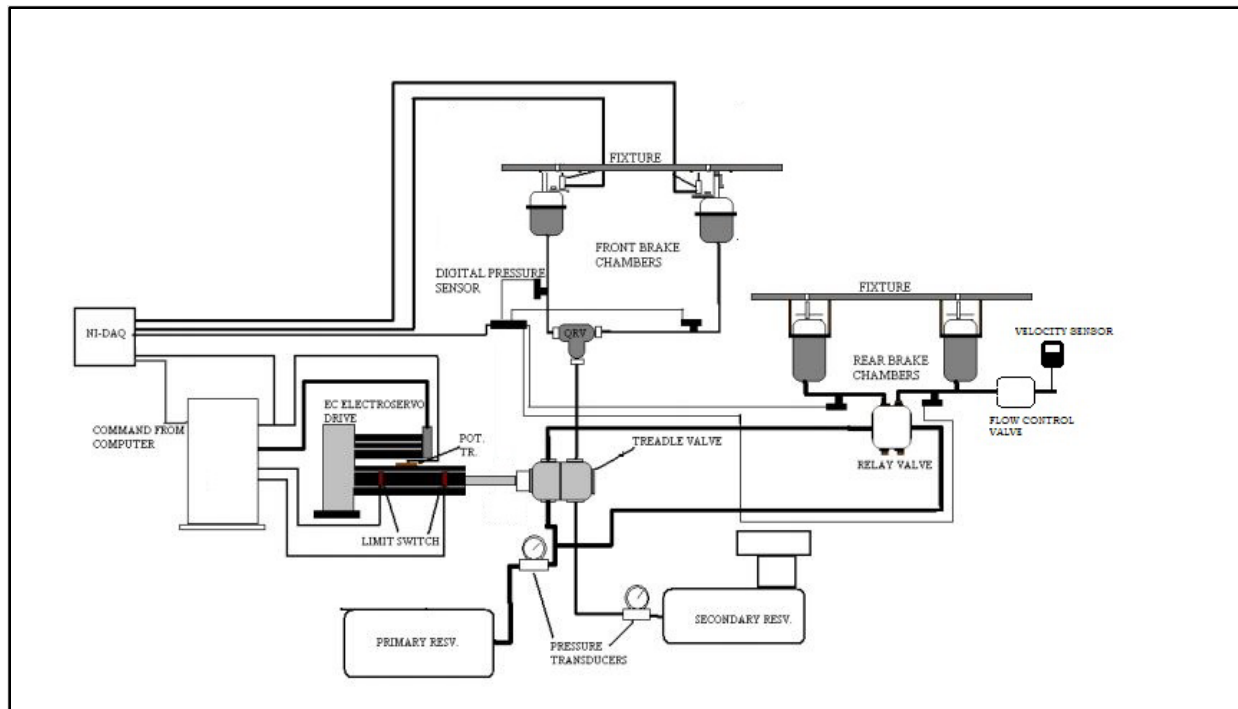 FIXTURE
FRONT BRAKE
CHAMBERS
DIGITAL PRESSURE
SENSOR
FIXTURE
NI-DAQ
QRV
VELOCITY SENSOR
REAR BRAKE
CHAMBERS
EC ELECTROSERVO
DRIVE
COMMAND FROM
COMPUTER
POT.
TR.
FLOW CONTROL
VALVE
TREADLE VALVE
RELAY VALVE
LIMIT SWITCH
PRIMARY RESV.
PRESSURE
TRANSDUCERS
SECONDARY RESV.